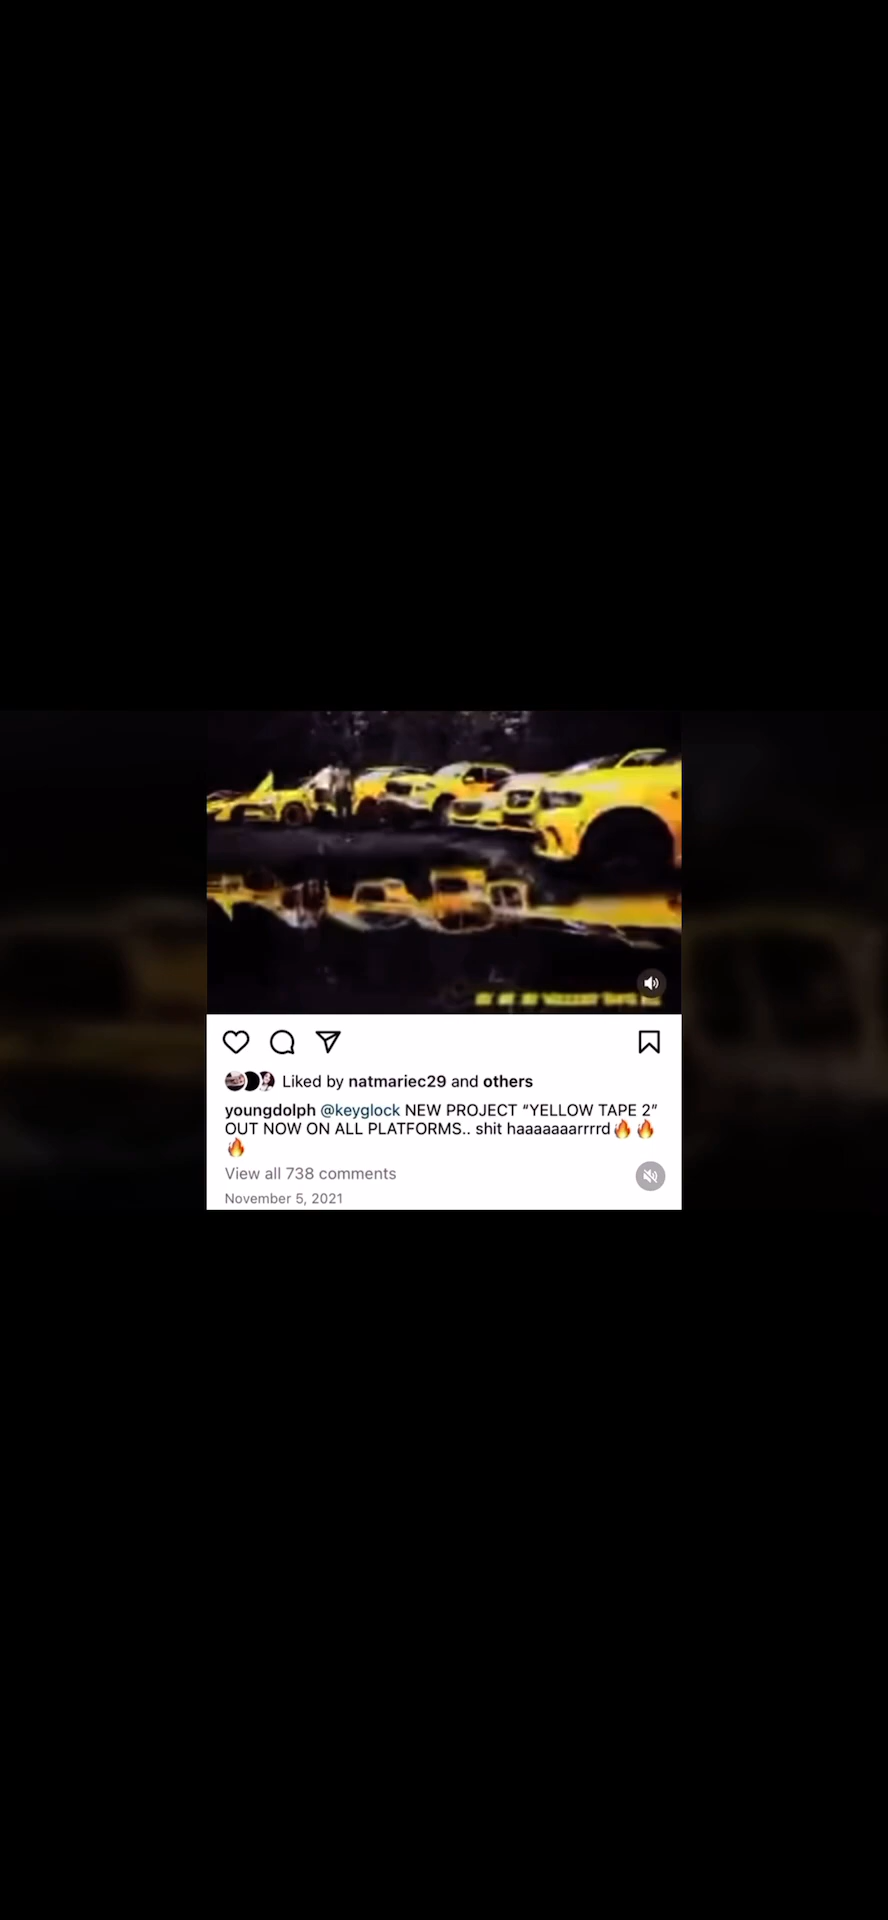 Liked by natmariec29 and others
youngdolph @keyglock NEW PROJECT “YELLOW TAPE 2”
OUT NOW ON ALL PLATFORMS.. shit haaaaaaarrrrd🔥🔥
🔥
View all 738 comments
November 5, 2021